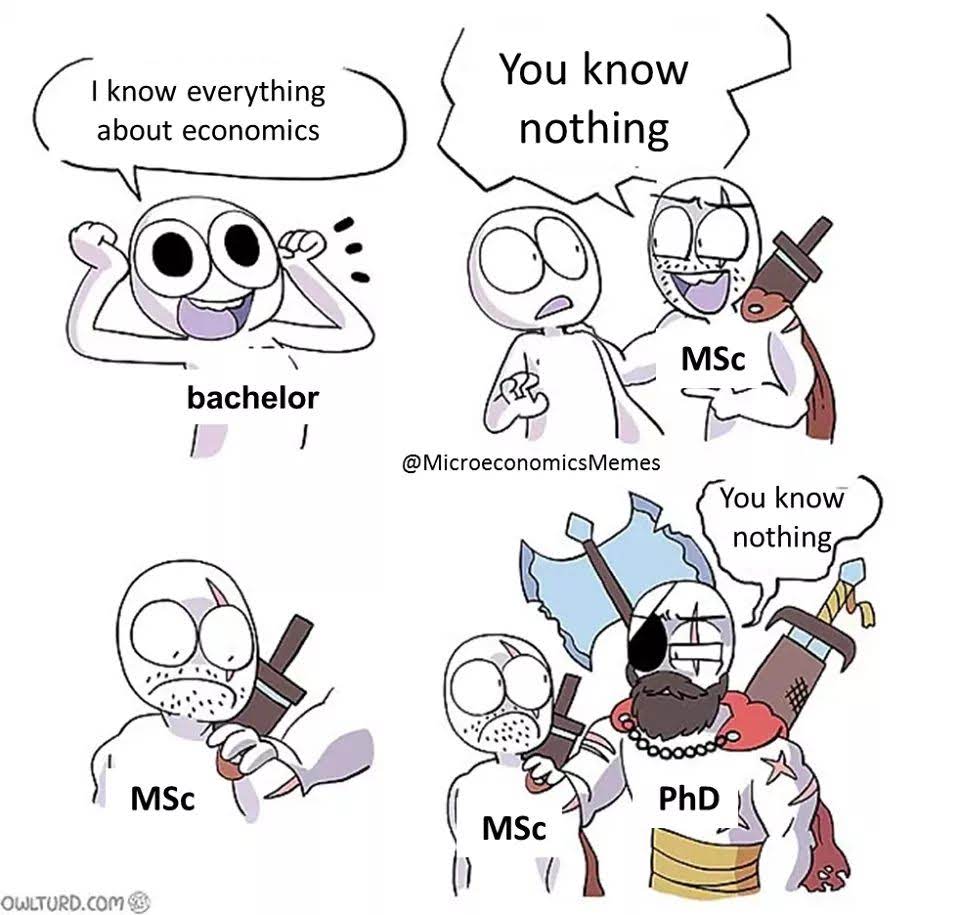 I know everything
about economics
You know
nothing
bachelor
MSc
@MicroeconomicsMemes
You know
nothing
MSc
MSc
PhD
OWLTURD.COM